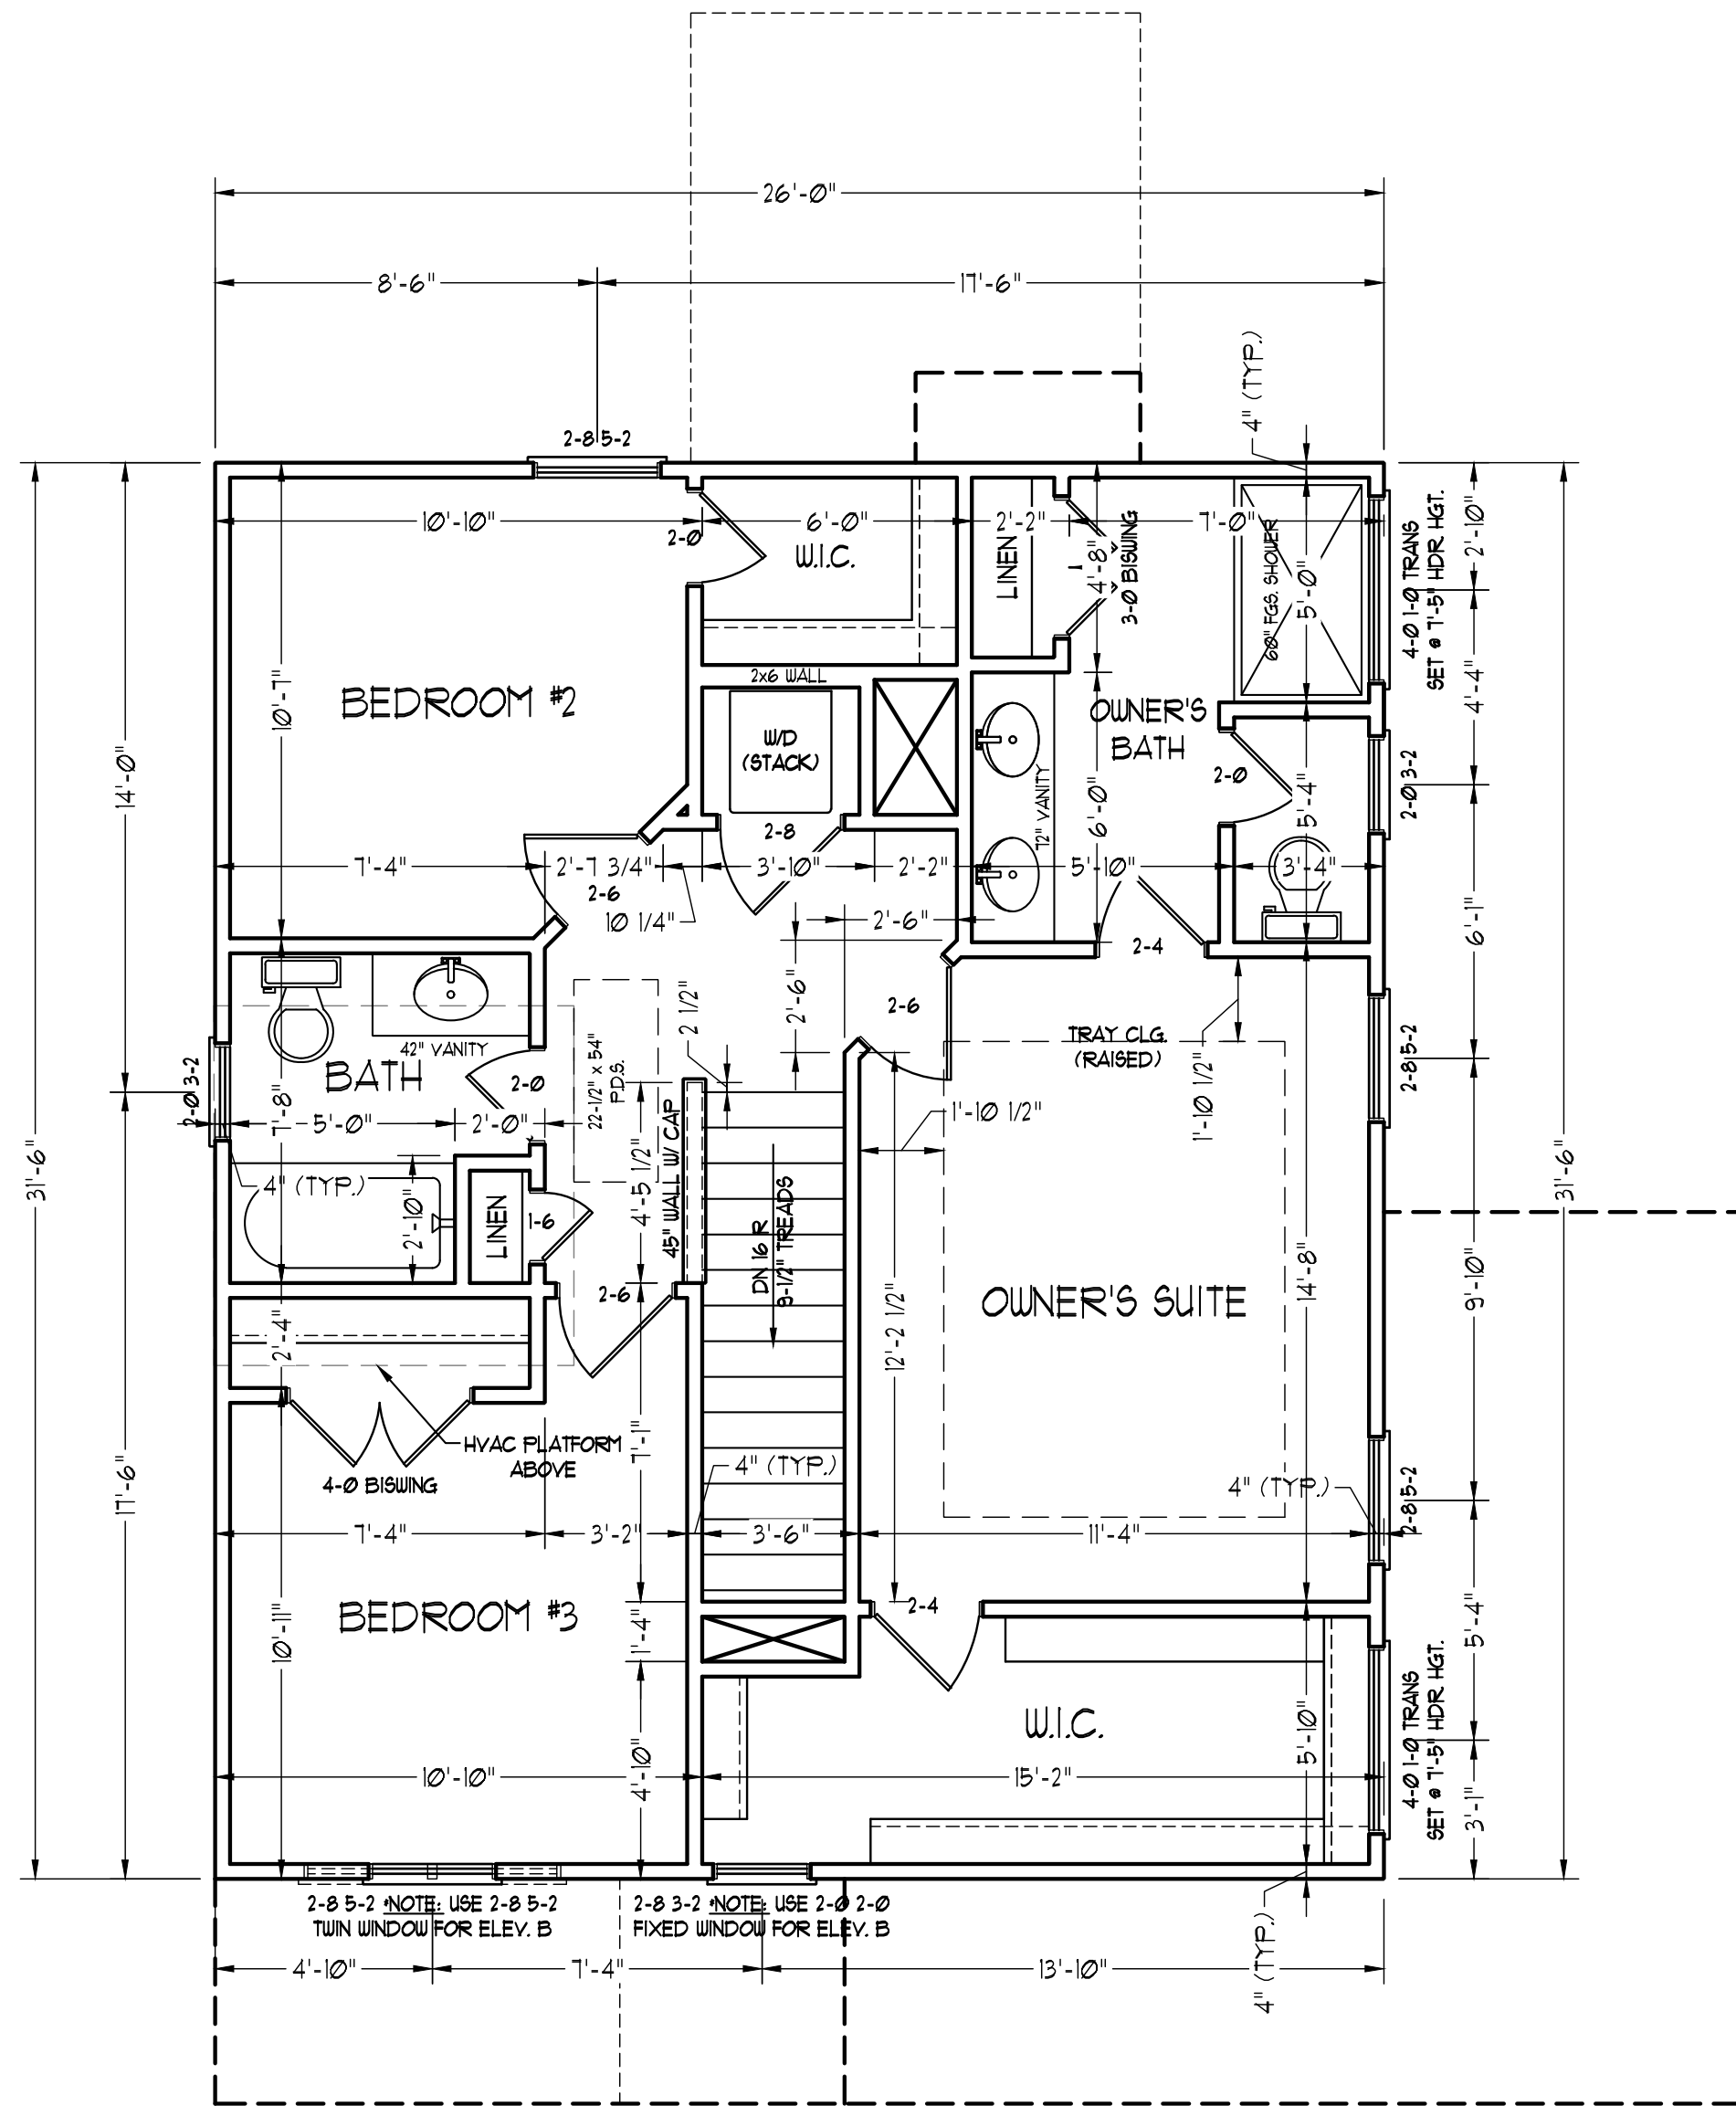 26'-0"
8'-6"
17'-6"
4" (TYP.)
2-8 5-2
10'-10"
6'-0"
2'-2"
7'-0"
2-0
W.I.C.
LINEN
4'-8"
3-0 BISWING
60" FGS. SHOWER
5'-0"
4-0 1-0 TRANS
SET @ 7'-5" HDR. HGT.
2'-10"
4'-4"
10'-7"
BEDROOM #2
2x6 WALL
W/D
(STACK)
OWNER'S
BATH
72" VANITY
6'-0"
2-0
5'-4"
2-0 3-2
14'-0"
2-8
7'-4"
2'-7 3/4"
3'-10"
2'-2"
5'-10"
3'-4"
2-6
10 1/4"
2'-6"
2-4
6'-1"
2'-6"
2-6
2 1/2"
TRAY CLG.
(RAISED)
1'-10 1/2"
2-8 5-2
42" VANITY
BATH
2-0
2-0 3-2
7'-8"
5'-0"
2'-0"
22-1/2" x 54"
P.D.S.
1'-10 1/2"
31'-6"
31'-6"
4" (TYP.)
2'-10"
LINEN
1-6
4'-5 1/2"
45" WALL W/ CAP
DN 16 R
9-1/2" TREADS
12'-2 1/2"
OWNER'S SUITE
14'-8"
9'-10"
2-6
2'-4"
HVAC PLATFORM
ABOVE
7'-1"
4-0 BISWING
4" (TYP.)
4" (TYP.)
2-8 5-2
17'-6"
7'-4"
3'-2"
3'-6"
11'-4"
2-4
BEDROOM #3
10'-11"
1'-4"
5'-4"
4-0 1-0 TRANS
SET @ 7'-5" HDR. HGT.
W.I.C.
5'-10"
10'-10"
4'-10"
15'-2"
3'-1"
2-8 5-2 *NOTE: USE 2-8 5-2
TWIN WINDOW FOR ELEV. B
2-8 3-2 *NOTE: USE 2-0 2-0
FIXED WINDOW FOR ELEV. B
4'-10"
7'-4"
13'-10"
4" (TYP.)